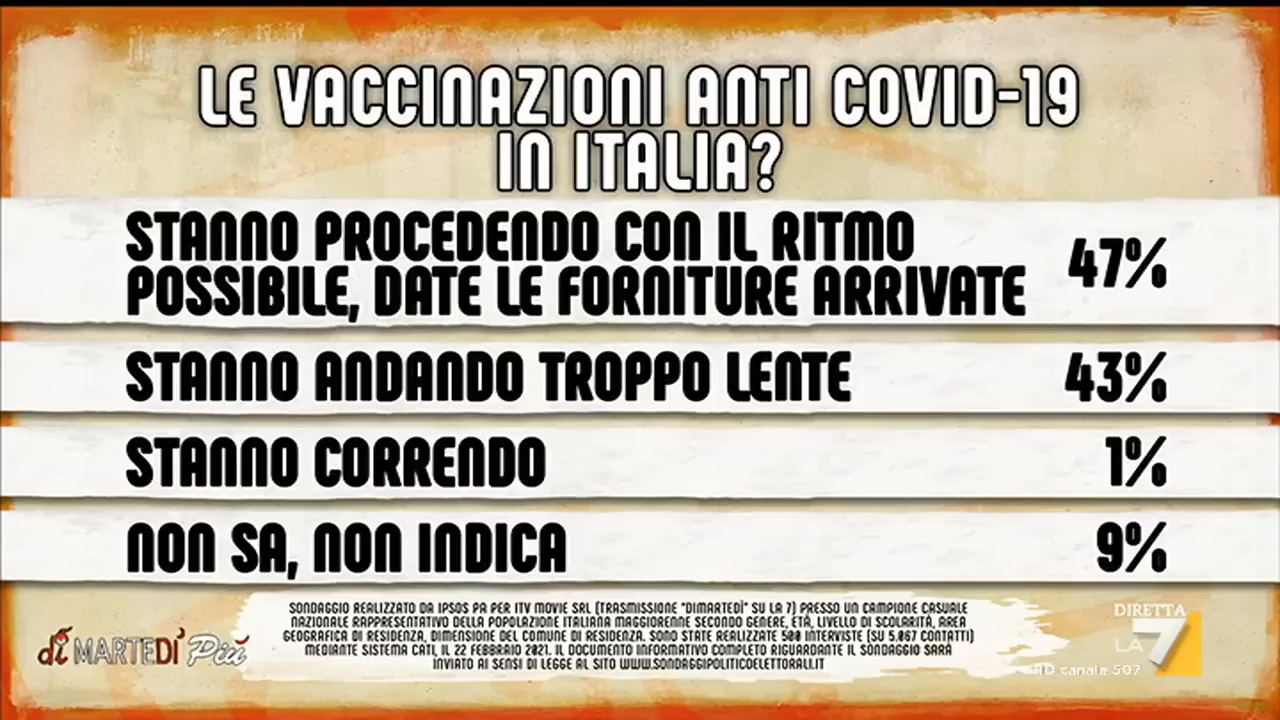 LE VACCINAZIONI ANTI COVID-19
IN ITALIA?
STANNO PROCEDENDO CON IL RITMO
POSSIBILE, DATE LE FORNITURE ARRIVATE
47%
STANNO ANDANDO TROPPO LENTE
43%
STANNO CORRENDO
1%
NON SA, NON INDICA
9%
SONDAGGIO REALIZZATO DA IPSOS PA PER ITV MOVIE SRL (TRASMISSIONE "DIMARTEDÌ" SU LA 7) PRESSO UN CAMPIONE CASUALE
NAZIONALE RAPPRESENTATIVO DELLA POPOLAZIONE ITALIANA MAGGIORENNE SECONDO GENERE, ETÀ, LIVELLO DI SCOLARITÀ, AREA
GEOGRAFICA DI RESIDENZA, DIMENSIONE DEL COMUNE DI RESIDENZA. SONO STATE REALIZZATE 500 INTERVISTE (SU 5.067 CONTATTI)
MEDIANTE SISTEMA CATI, IL 22 FEBBRAIO 2021. IL DOCUMENTO INFORMATIVO COMPLETO RIGUARDANTE IL SONDAGGIO SARÀ
INVIATO AI SENSI DI LEGGE AL SITO WWW.SONDAGGIPOLITICOELETTORALI.IT
dì MARTEDÌ Più
DIRETTA
LA 7
HD canale 507